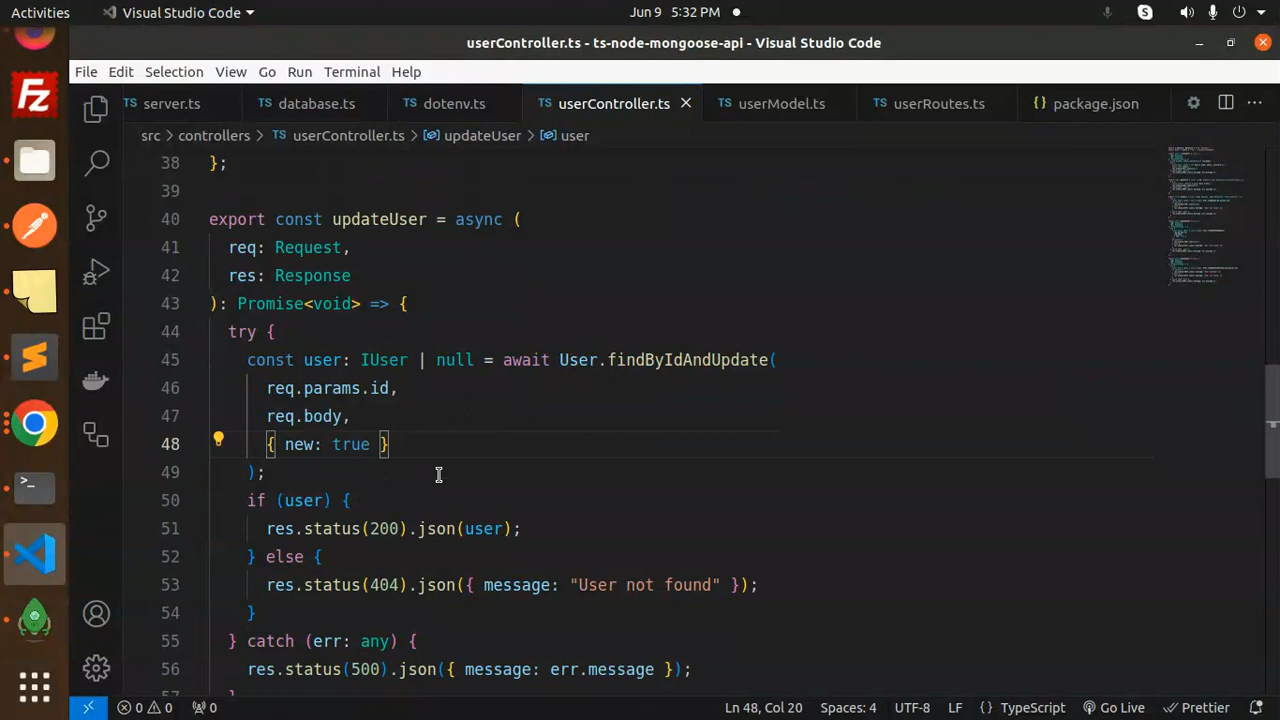 Activities
Visual Studio Code
Jun 9 5:32 PM
userController.ts - ts-node-mongoose-api - Visual Studio Code
File Edit Selection View Go Run Terminal Help
TS server.ts TS database.ts TS dotenv.ts TS userController.ts TS userModel.ts TS userRoutes.ts {} package.json
src > controllers > TS userController.ts > updateUser > user
38 };
39
40 export const updateUser = async (
41 req: Request,
42 res: Response
43 ): Promise<void> => {
44 try {
45 const user: IUser | null = await User.findByIdAndUpdate(
46 req.params.id,
47 req.body,
48 { new: true }
49 );
50 if (user) {
51 res.status(200).json(user);
52 } else {
53 res.status(404).json({ message: "User not found" });
54 }
55 } catch (err: any) {
56 res.status(500).json({ message: err.message });
57 }
0 0 0 Ln 48, Col 20 Spaces: 4 UTF-8 LF {} TypeScript Go Live Prettier